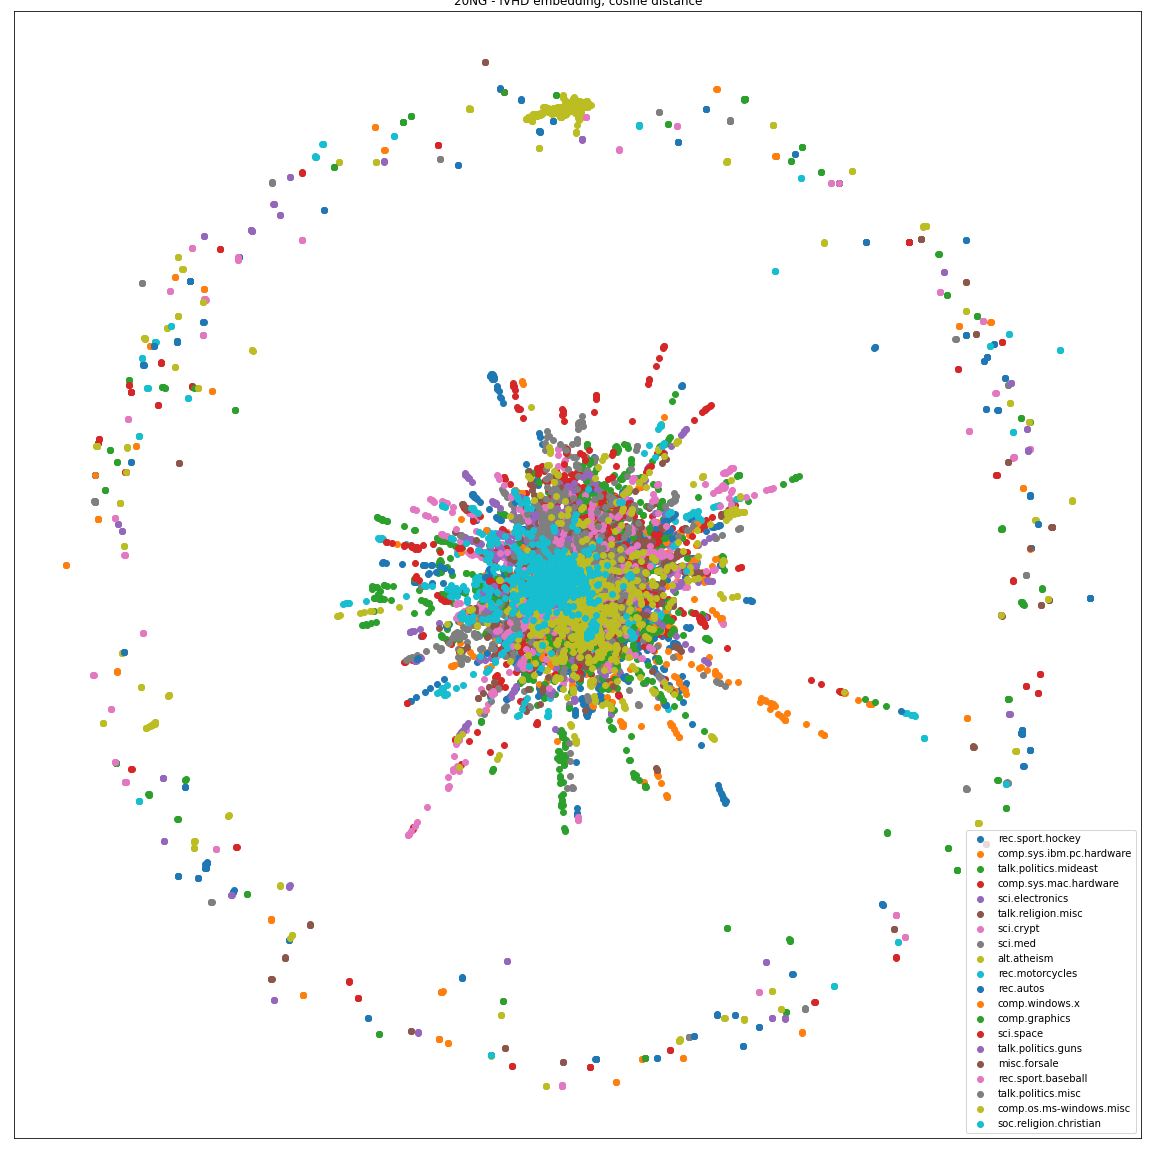 20NG - IVHD embedding, cosine distance
rec.sport.hockey
comp.sys.ibm.pc.hardware
talk.politics.mideast
comp.sys.mac.hardware
sci.electronics
talk.religion.misc
sci.crypt
sci.med
alt.atheism
rec.motorcycles
rec.autos
comp.windows.x
comp.graphics
sci.space
talk.politics.guns
misc.forsale
rec.sport.baseball
talk.politics.misc
comp.os.ms-windows.misc
soc.religion.christian